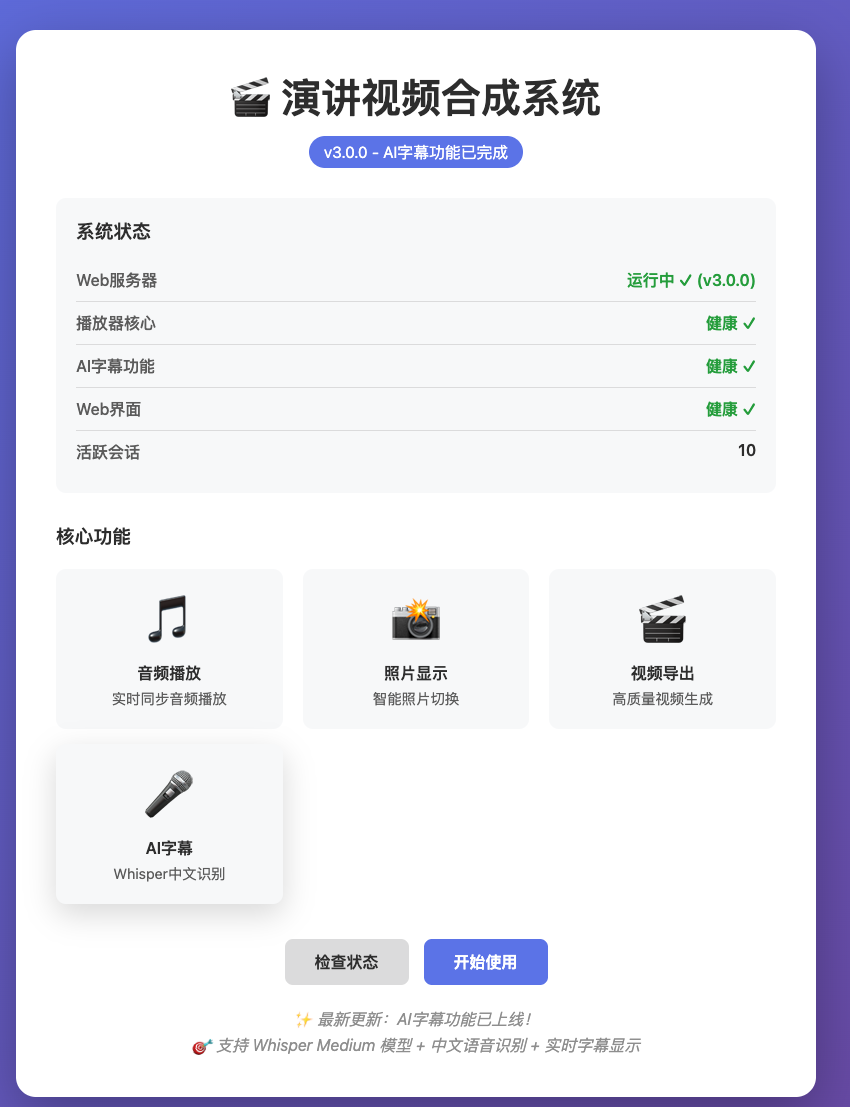 🎬 演讲视频合成系统
v3.0.0 - AI字幕功能已完成
系统状态
Web服务器 运行中 ✓ (v3.0.0)
播放器核心 健康 ✓
AI字幕功能 健康 ✓
Web界面 健康 ✓
活跃会话 10
核心功能
音频播放
实时同步音频播放
照片显示
智能照片切换
视频导出
高质量视频生成
AI字幕
Whisper中文识别
检查状态 开始使用
✨ 最新更新：AI字幕功能已上线！
🎯 支持 Whisper Medium 模型 + 中文语音识别 + 实时字幕显示